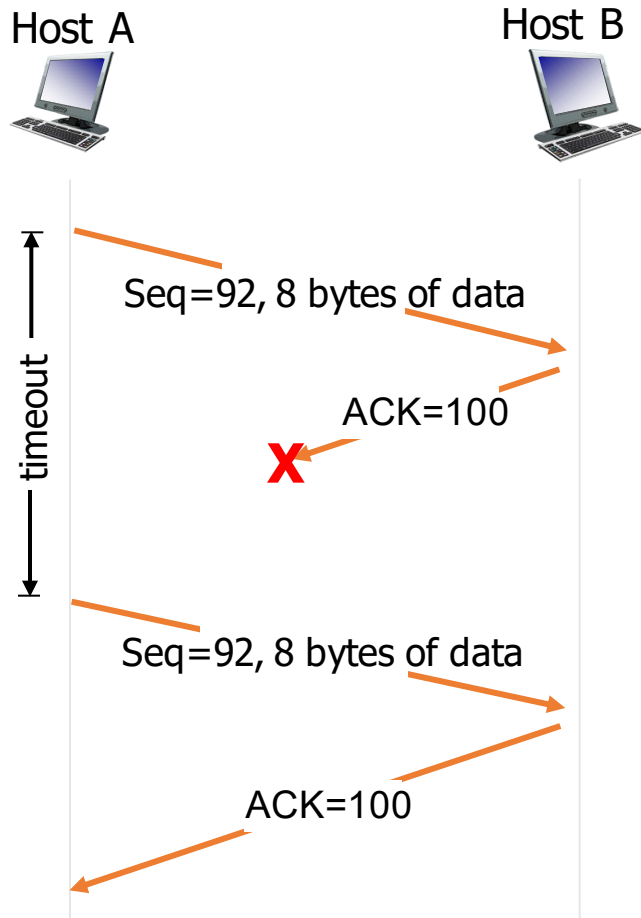 Host A
Host B
Seq=92, 8 bytes of data
ACK=100
X
timeout
Seq=92, 8 bytes of data
ACK=100